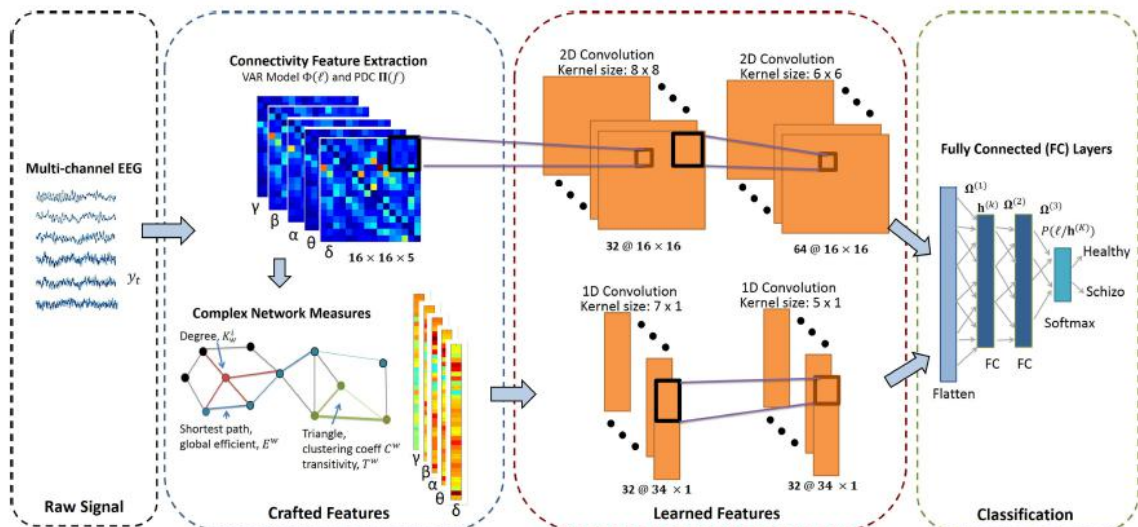 Multi-channel EEG
y_t
Raw Signal
Connectivity Feature Extraction
VAR Model Φ(ℓ) and PDC Π(f)
γ
β
α
θ
δ
16 × 16 × 5
Complex Network Measures
Degree, K_w^i
Shortest path,
global efficient, E^w
Triangle,
clustering coeff C^w
transitivity, T^w
γ
β
α
θ
δ
Crafted Features
2D Convolution
Kernel size: 8 x 8
32 @ 16 × 16
2D Convolution
Kernel size: 6 x 6
64 @ 16 × 16
1D Convolution
Kernel size: 7 x 1
32 @ 34 × 1
1D Convolution
Kernel size: 5 x 1
32 @ 34 × 1
Learned Features
Fully Connected (FC) Layers
Ω^(1)
h^(k)
Ω^(2)
Ω^(3)
P(ℓ/h^(K))
Healthy
Schizo
Softmax
FC
FC
Flatten
Classification